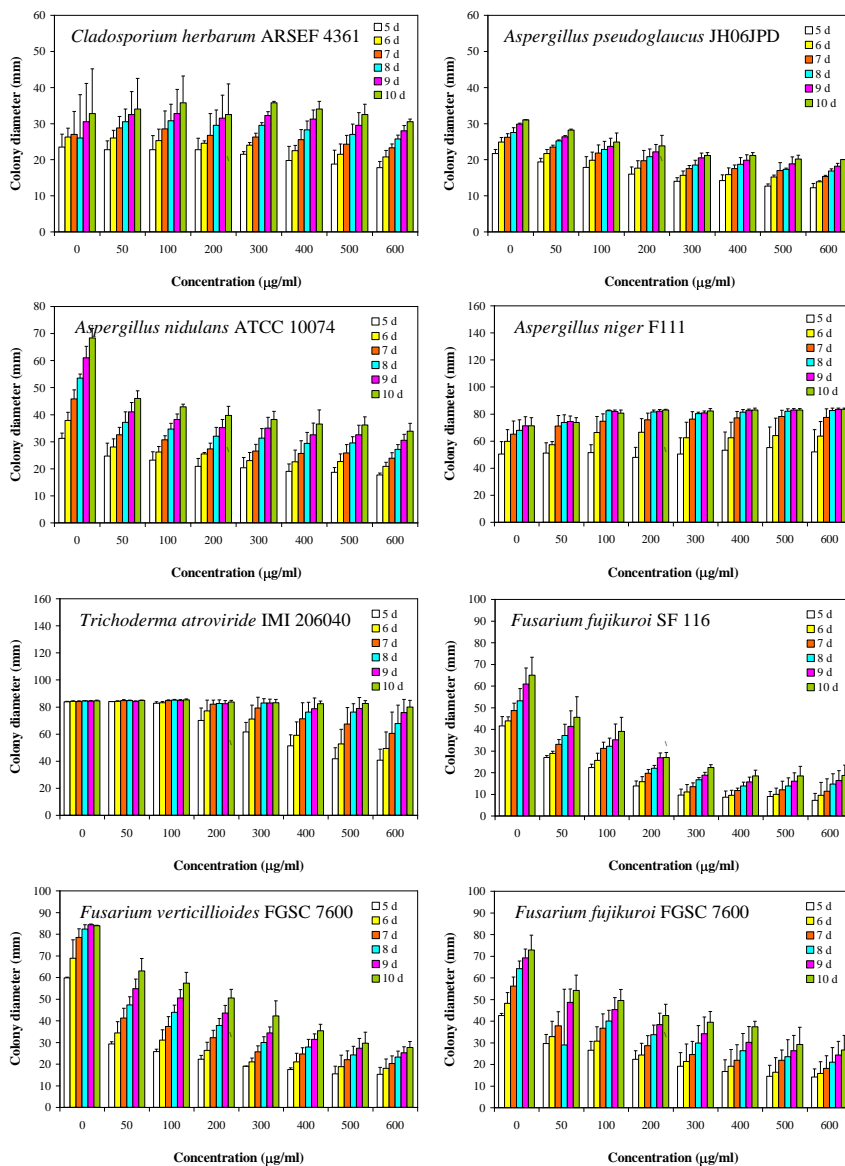 Cladosporium herbarum ARSEF 4361
5 d
6 d
7 d
8 d
9 d
10 d
Colony diameter (mm)
60
50
40
30
20
10
0
0 50 100 200 300 400 500 600
Concentration (µg/ml)
Aspergillus pseudoglaucus JH06JPD
5 d
6 d
7 d
8 d
9 d
10 d
Colony diameter (mm)
60
50
40
30
20
10
0
0 50 100 200 300 400 500 600
Concentration (µg/ml)
Aspergillus nidulans ATCC 10074
5 d
6 d
7 d
8 d
9 d
10 d
Colony diameter (mm)
80
70
60
50
40
30
20
10
0
0 50 100 200 300 400 500 600
Concentration (µg/ml)
Aspergillus niger F111
5 d
6 d
7 d
8 d
9 d
10 d
Colony diameter (mm)
160
140
120
100
80
60
40
20
0
0 50 100 200 300 400 500 600
Concentration (µg/ml)
Trichoderma atroviride IMI 206040
5 d
6 d
7 d
8 d
9 d
10 d
Colony diameter (mm)
160
140
120
100
80
60
40
20
0
0 50 100 200 300 400 500 600
Concentration (µg/ml)
Fusarium fujikuroi SF 116
5 d
6 d
7 d
8 d
9 d
10 d
Colony diameter (mm)
100
90
80
70
60
50
40
30
20
10
0
0 50 100 200 300 400 500 600
Concentration (µg/ml)
Fusarium verticillioides FGSC 7600
5 d
6 d
7 d
8 d
9 d
10 d
Colony diameter (mm)
100
90
80
70
60
50
40
30
20
10
0
0 50 100 200 300 400 500 600
Concentration (µg/ml)
Fusarium fujikuroi FGSC 7600
5 d
6 d
7 d
8 d
9 d
10 d
Colony diameter (mm)
100
90
80
70
60
50
40
30
20
10
0
0 50 100 200 300 400 500 600
Concentration (µg/ml)